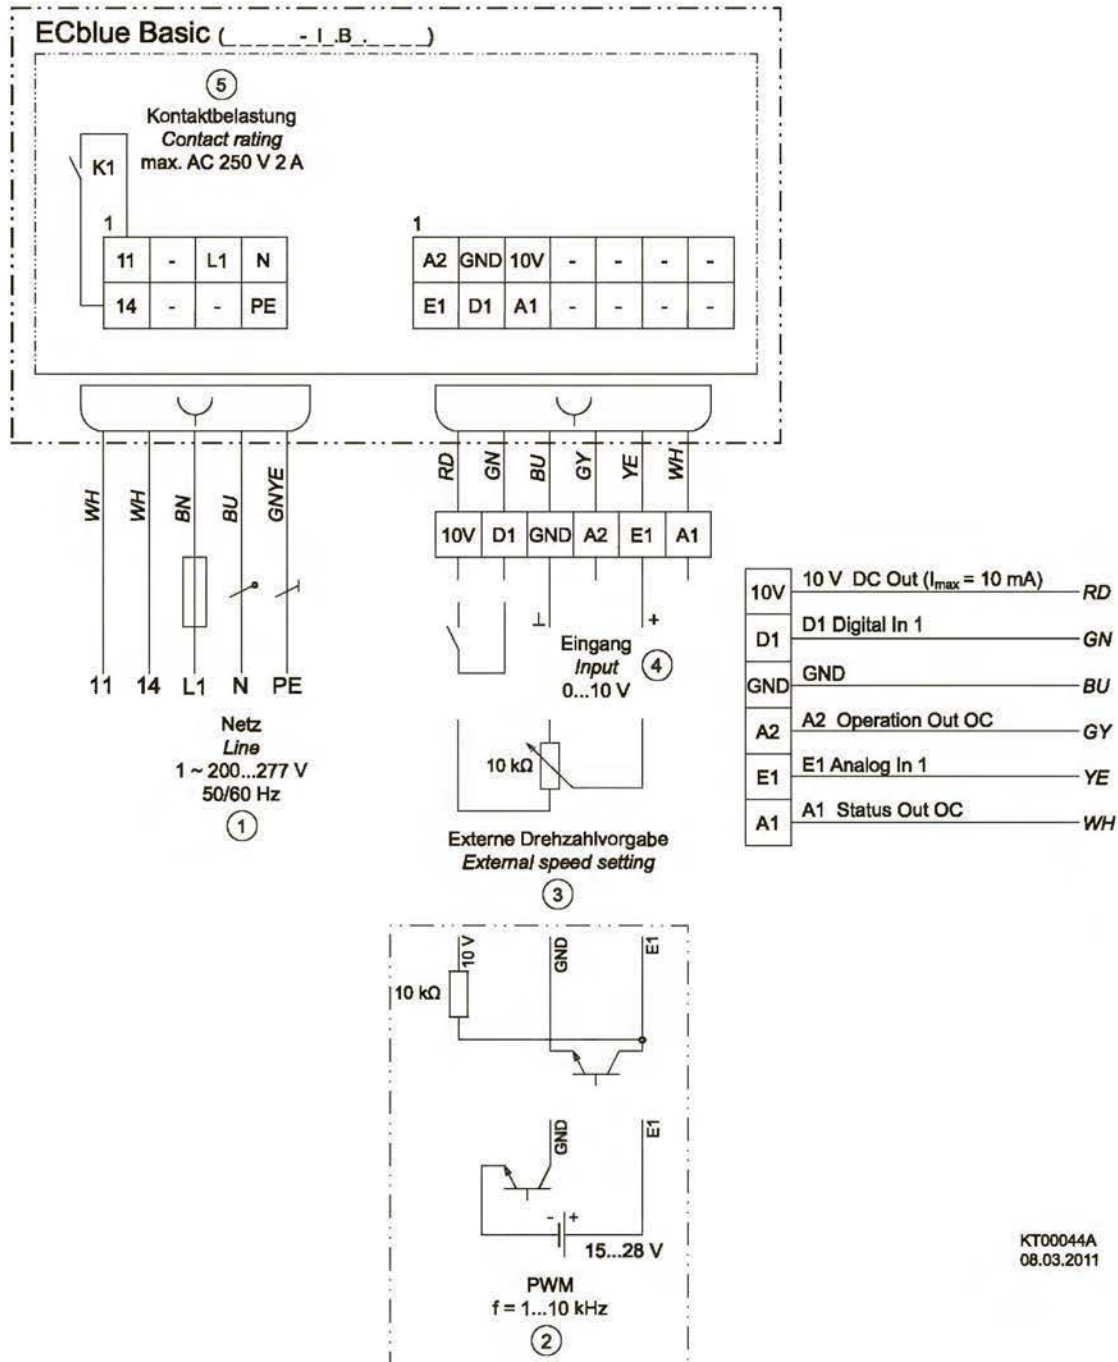 ECblue Basic (_ _ _ _ _ - I_.B_._ _ _ _)
5
Kontaktbelastung
Contact rating
max. AC 250 V 2 A
K1
1
11 - L1 N
14 - - PE
1
A2 GND 10V - - - -
E1 D1 A1 - - - -
WH WH BN BU GNYE
11 14 L1 N PE
Netz
Line
1 ~ 200...277 V
50/60 Hz
1
RD GN BU GY YE WH
10V D1 GND A2 E1 A1
⊥ +
Eingang
Input
0...10 V
4
10 kΩ
Externe Drehzahlvorgabe
External speed setting
3
10V 10 V DC Out (Imax = 10 mA) RD
D1 D1 Digital In 1 GN
GND GND BU
A2 A2 Operation Out OC GY
E1 E1 Analog In 1 YE
A1 A1 Status Out OC WH
10 V GND E1
10 kΩ
GND E1
- +
15...28 V
PWM
f = 1...10 kHz
2
KT00044A
08.03.2011